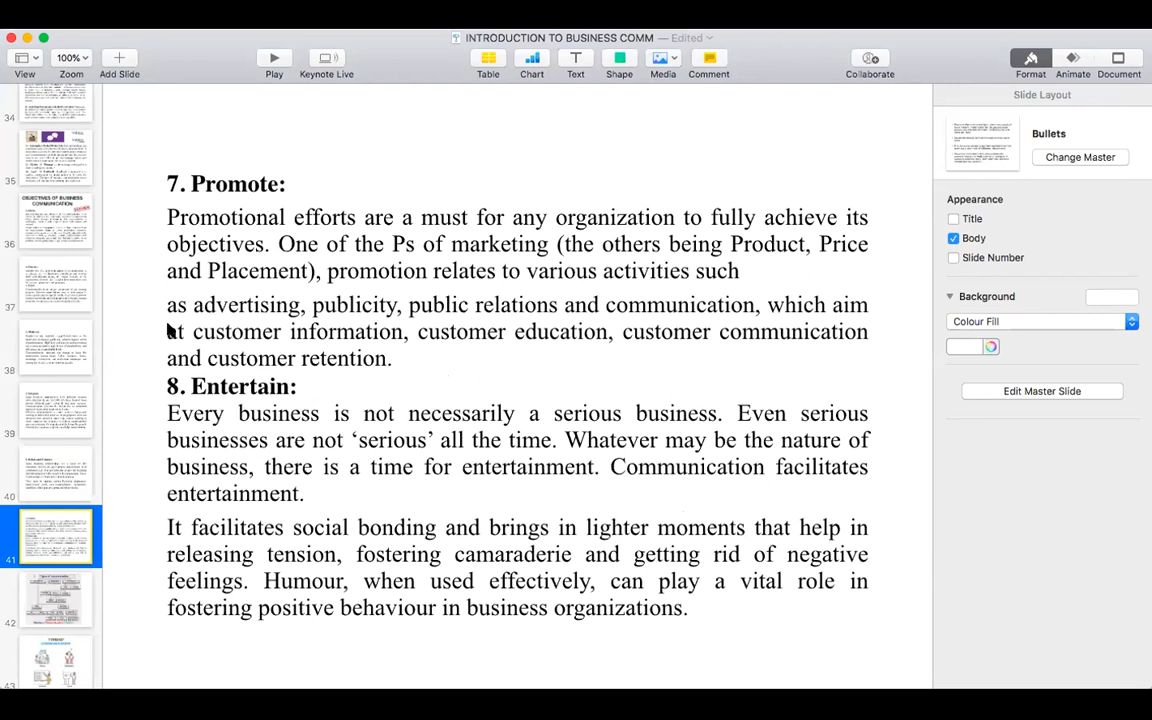 INTRODUCTION TO BUSINESS COMM — Edited
100%
View Zoom Add Slide Play Keynote Live Table Chart Text Shape Media Comment Collaborate Format Animate Document
Slide Layout
Bullets
Change Master
Appearance
Title
Body
Slide Number
Background
Colour Fill
Edit Master Slide
34
35
OBJECTIVES OF BUSINESS
COMMUNICATION
36
37
38
39
40
41
42
43
7. Promote:
Promotional efforts are a must for any organization to fully achieve its
objectives. One of the Ps of marketing (the others being Product, Price
and Placement), promotion relates to various activities such
as advertising, publicity, public relations and communication, which aim
at customer information, customer education, customer communication
and customer retention.
8. Entertain:
Every business is not necessarily a serious business. Even serious
businesses are not ‘serious’ all the time. Whatever may be the nature of
business, there is a time for entertainment. Communication facilitates
entertainment.
It facilitates social bonding and brings in lighter moments that help in
releasing tension, fostering camaraderie and getting rid of negative
feelings. Humour, when used effectively, can play a vital role in
fostering positive behaviour in business organizations.